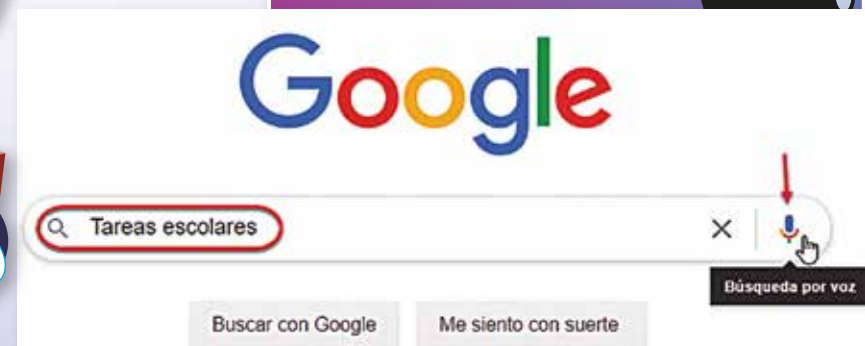 Google
Tareas escolares
Búsqueda por voz
Buscar con Google Me siento con suerte